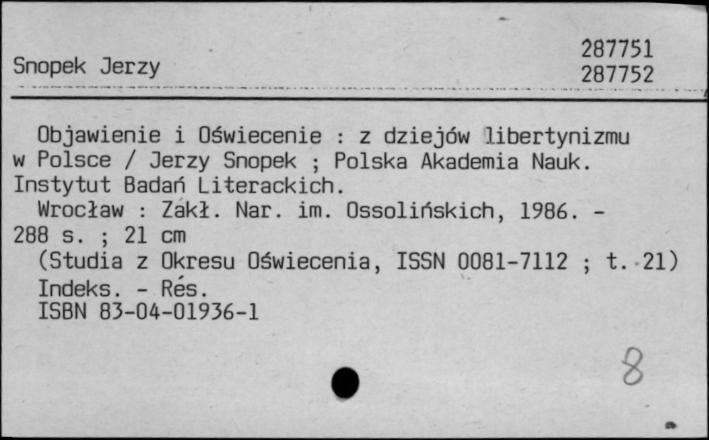 287751
Snopek Jerzy
287752
Objawienie i Oświecenie : z dziejów libertynizmu
w Polsce / Jerzy Snopek ; Polska Akademia Nauk.
Instytut Badań Literackich.
Wrocław : Zakł. Nar. im. Ossolińskich, 1986. -
288 s. ; 21 cm
(Studia z Okresu Oświecenia, ISSN 0081-7112 ; t. 21)
Indeks. - Rés.
ISBN 83-04-01936-1
8